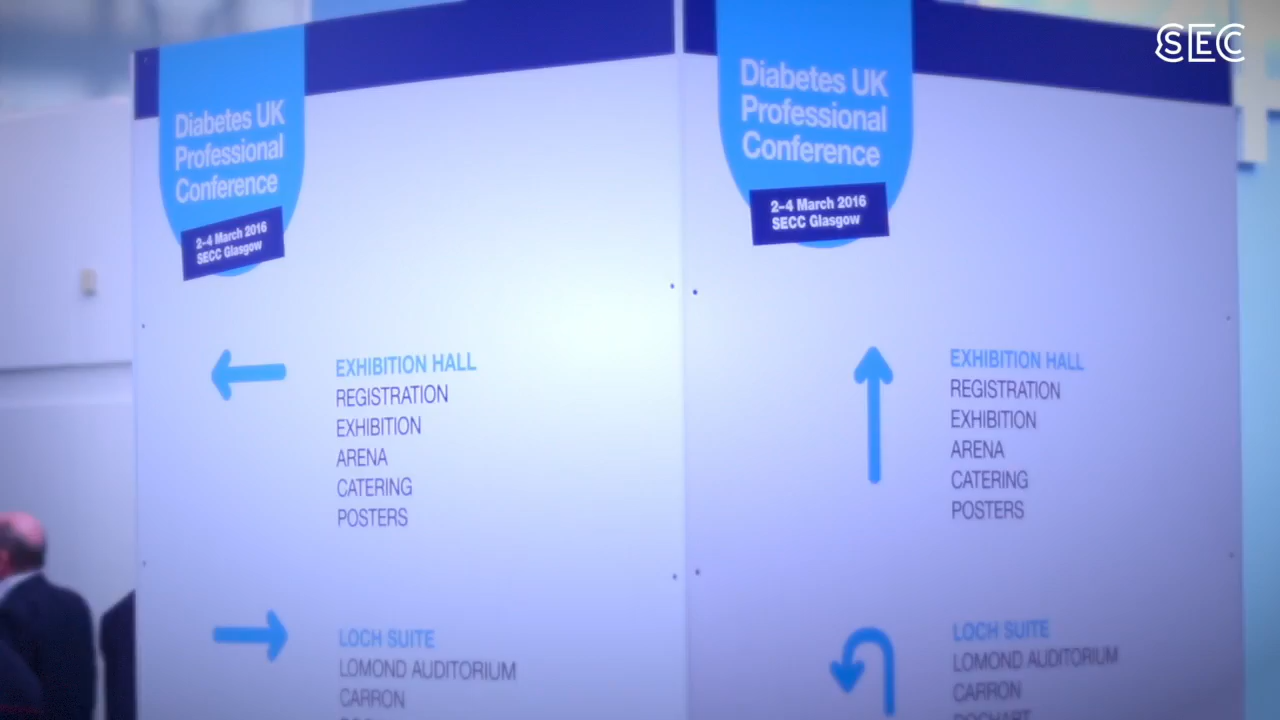 SEC
Diabetes UK
Professional
Conference
2–4 March 2016
SECC Glasgow
EXHIBITION HALL
REGISTRATION
EXHIBITION
ARENA
CATERING
POSTERS
LOCH SUITE
LOMOND AUDITORIUM
CARRON
Diabetes UK
Professional
Conference
2–4 March 2016
SECC Glasgow
EXHIBITION HALL
REGISTRATION
EXHIBITION
ARENA
CATERING
POSTERS
LOCH SUITE
LOMOND AUDITORIUM
CARRON
DOCHART